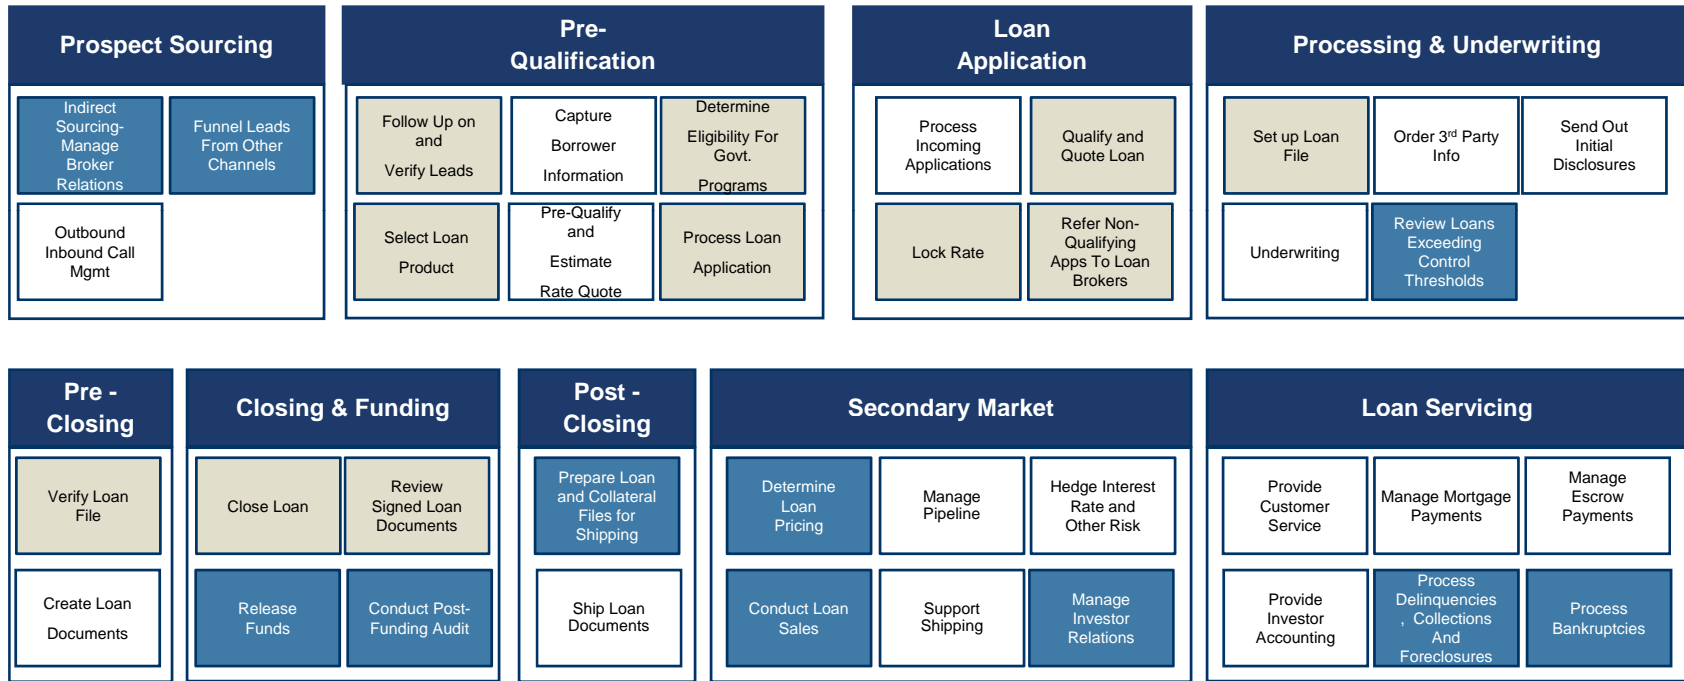 Prospect Sourcing
Indirect
Sourcing-
Manage
Broker
Relations
Funnel Leads
From Other
Channels
Outbound
Inbound Call
Mgmt
Pre-
Qualification
Follow Up on
and
Verify Leads
Capture
Borrower
Information
Determine
Eligibility For
Govt.
Programs
Select Loan
Product
Pre-Qualify
and
Estimate
Rate Quote
Process Loan
Application
Loan
Application
Process
Incoming
Applications
Qualify and
Quote Loan
Lock Rate
Refer Non-
Qualifying
Apps To Loan
Brokers
Processing & Underwriting
Set up Loan
File
Order 3rd Party
Info
Send Out
Initial
Disclosures
Underwriting
Review Loans
Exceeding
Control
Thresholds
Pre -
Closing
Verify Loan
File
Create Loan
Documents
Closing & Funding
Close Loan
Review
Signed Loan
Documents
Release
Funds
Conduct Post-
Funding Audit
Post -
Closing
Prepare Loan
and Collateral
Files for
Shipping
Ship Loan
Documents
Secondary Market
Determine
Loan
Pricing
Manage
Pipeline
Hedge Interest
Rate and
Other Risk
Conduct Loan
Sales
Support
Shipping
Manage
Investor
Relations
Loan Servicing
Provide
Customer
Service
Manage Mortgage
Payments
Manage
Escrow
Payments
Provide
Investor
Accounting
Process
Delinquencies
, Collections
And
Foreclosures
Process
Bankruptcies